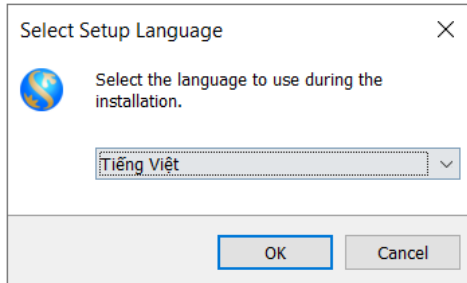 Select Setup Language
Select the language to use during the
installation.
Tiếng Việt
OK
Cancel